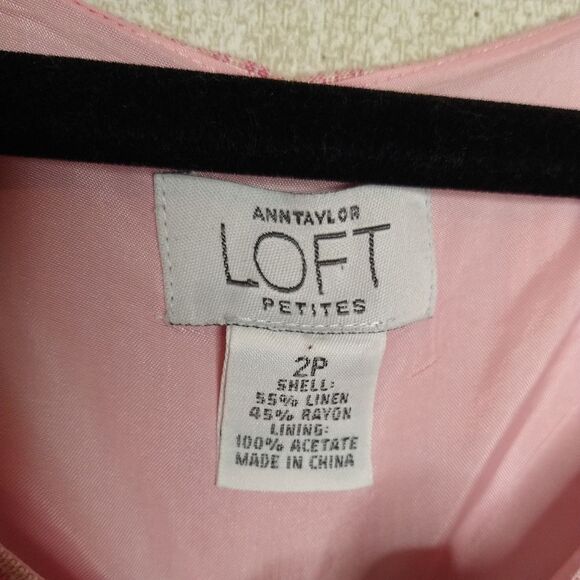 ANNTAYLOR
LOFT
PETITES
2P
SHELL:
55% LINEN
45% RAYON
LINING:
100% ACETATE
MADE IN CHINA